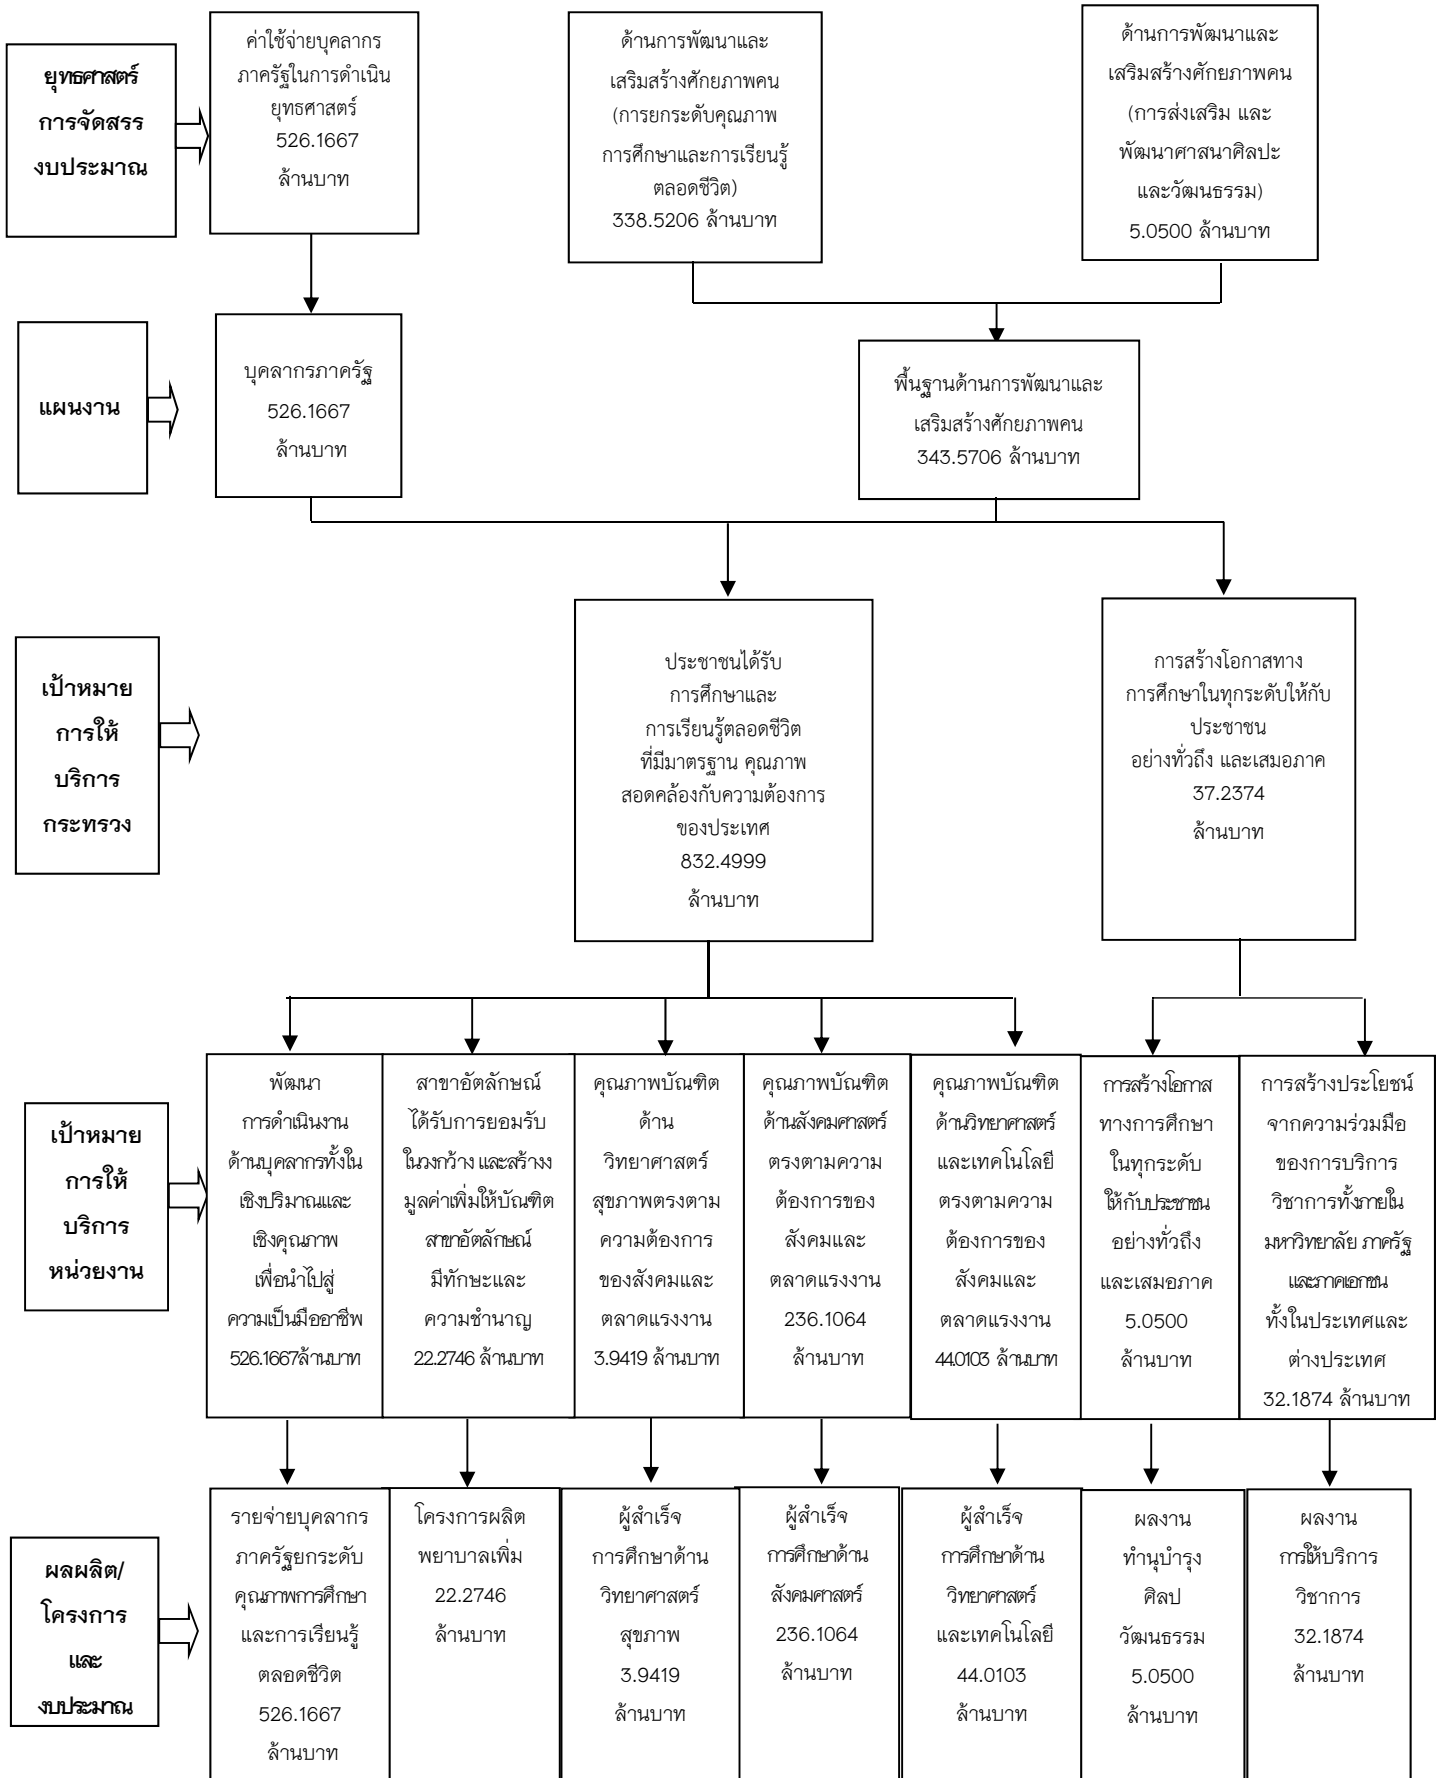 ยุทธศาสตร์
การจัดสรร
งบประมาณ
ค่าใช้จ่ายบุคลากร
ภาครัฐในการดำเนิน
ยุทธศาสตร์
526.1667
ล้านบาท
ด้านการพัฒนาและ
เสริมสร้างศักยภาพคน
(การยกระดับคุณภาพ
การศึกษาและการเรียนรู้
ตลอดชีวิต)
338.5206 ล้านบาท
ด้านการพัฒนาและ
เสริมสร้างศักยภาพคน
(การส่งเสริม และ
พัฒนาศาสนาศิลปะ
และวัฒนธรรม)
5.0500 ล้านบาท
แผนงาน
บุคลากรภาครัฐ
526.1667
ล้านบาท
พื้นฐานด้านการพัฒนาและ
เสริมสร้างศักยภาพคน
343.5706 ล้านบาท
เป้าหมาย
การให้
บริการ
กระทรวง
ประชาชนได้รับ
การศึกษาและ
การเรียนรู้ตลอดชีวิต
ที่มีมาตรฐาน คุณภาพ
สอดคล้องกับความต้องการ
ของประเทศ
832.4999
ล้านบาท
การสร้างโอกาสทาง
การศึกษาในทุกระดับให้กับ
ประชาชน
อย่างทั่วถึง และเสมอภาค
37.2374
ล้านบาท
เป้าหมาย
การให้
บริการ
หน่วยงาน
พัฒนา
การดำเนินงาน
ด้านบุคลากรทั้งใน
เชิงปริมาณและ
เชิงคุณภาพ
เพื่อนำไปสู่
ความเป็นมืออาชีพ
526.1667ล้านบาท
สาขาอัตลักษณ์
ได้รับการยอมรับ
ในวงกว้าง และสร้างง
มูลค่าเพิ่มให้บัณฑิต
สาขาอัตลักษณ์
มีทักษะและ
ความชำนาญ
22.2746 ล้านบาท
คุณภาพบัณฑิต
ด้าน
วิทยาศาสตร์
สุขภาพตรงตาม
ความต้องการ
ของสังคมและ
ตลาดแรงงาน
3.9419 ล้านบาท
คุณภาพบัณฑิต
ด้านสังคมศาสตร์
ตรงตามความ
ต้องการของ
สังคมและ
ตลาดแรงงาน
236.1064
ล้านบาท
คุณภาพบัณฑิต
ด้านวิทยาศาสตร์
และเทคโนโลยี
ตรงตามความ
ต้องการของ
สังคมและ
ตลาดแรงงาน
44.0103 ล้านบาท
การสร้างโอกาส
ทางการศึกษา
ในทุกระดับ
ให้กับประชาชน
อย่างทั่วถึง
และเสมอภาค
5.0500
ล้านบาท
การสร้างประโยชน์
จากความร่วมมือ
ของการบริการ
วิชาการทั้งภายใน
มหาวิทยาลัย ภาครัฐ
และภาคเอกชน
ทั้งในประเทศและ
ต่างประเทศ
32.1874 ล้านบาท
ผลผลิต/
โครงการ
และ
งบประมาณ
รายจ่ายบุคลากร
ภาครัฐยกระดับ
คุณภาพการศึกษา
และการเรียนรู้
ตลอดชีวิต
526.1667
ล้านบาท
โครงการผลิต
พยาบาลเพิ่ม
22.2746
ล้านบาท
ผู้สำเร็จ
การศึกษาด้าน
วิทยาศาสตร์
สุขภาพ
3.9419
ล้านบาท
ผู้สำเร็จ
การศึกษาด้าน
สังคมศาสตร์
236.1064
ล้านบาท
ผู้สำเร็จ
การศึกษาด้าน
วิทยาศาสตร์
และเทคโนโลยี
44.0103
ล้านบาท
ผลงาน
ทำนุบำรุง
ศิลป
วัฒนธรรม
5.0500
ล้านบาท
ผลงาน
การให้บริการ
วิชาการ
32.1874
ล้านบาท